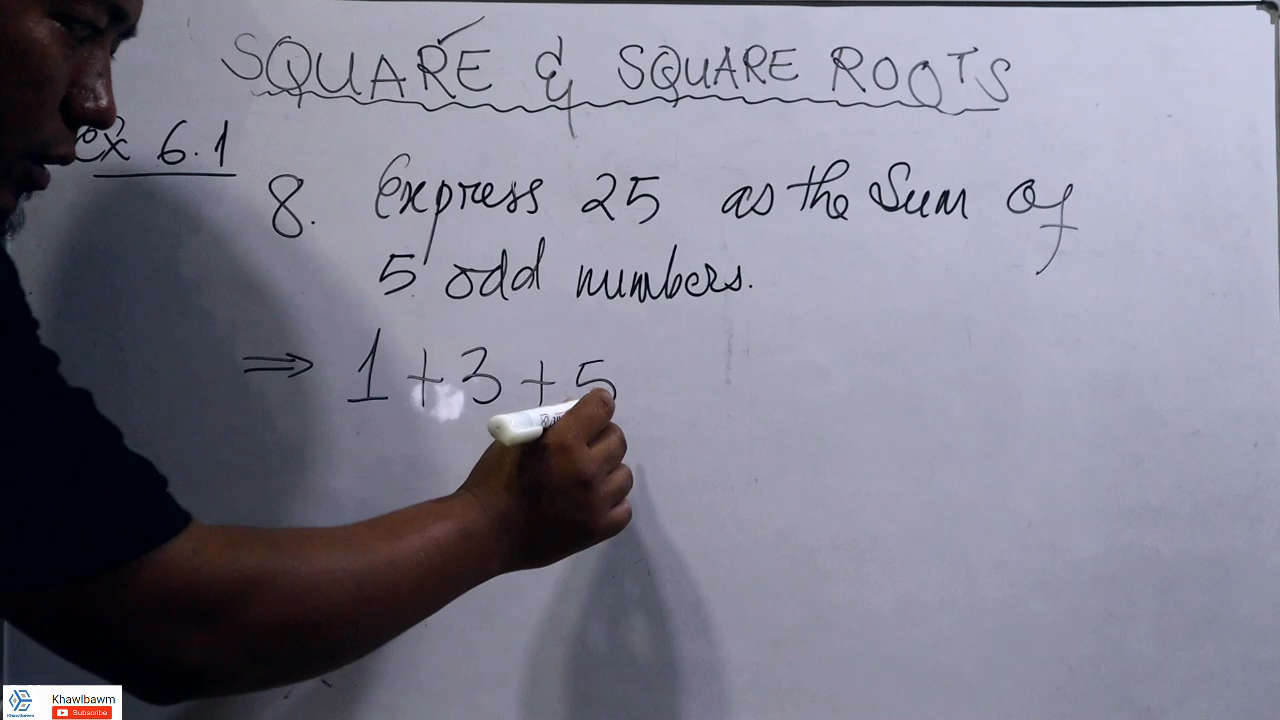 SQUARE & SQUARE ROOTS
Ex 6.1
8. Express 25 as the Sum of
5 odd numbers.
⇒ 1 + 3 + 5
Khawlbawm
Subscribe
Khawlbawm